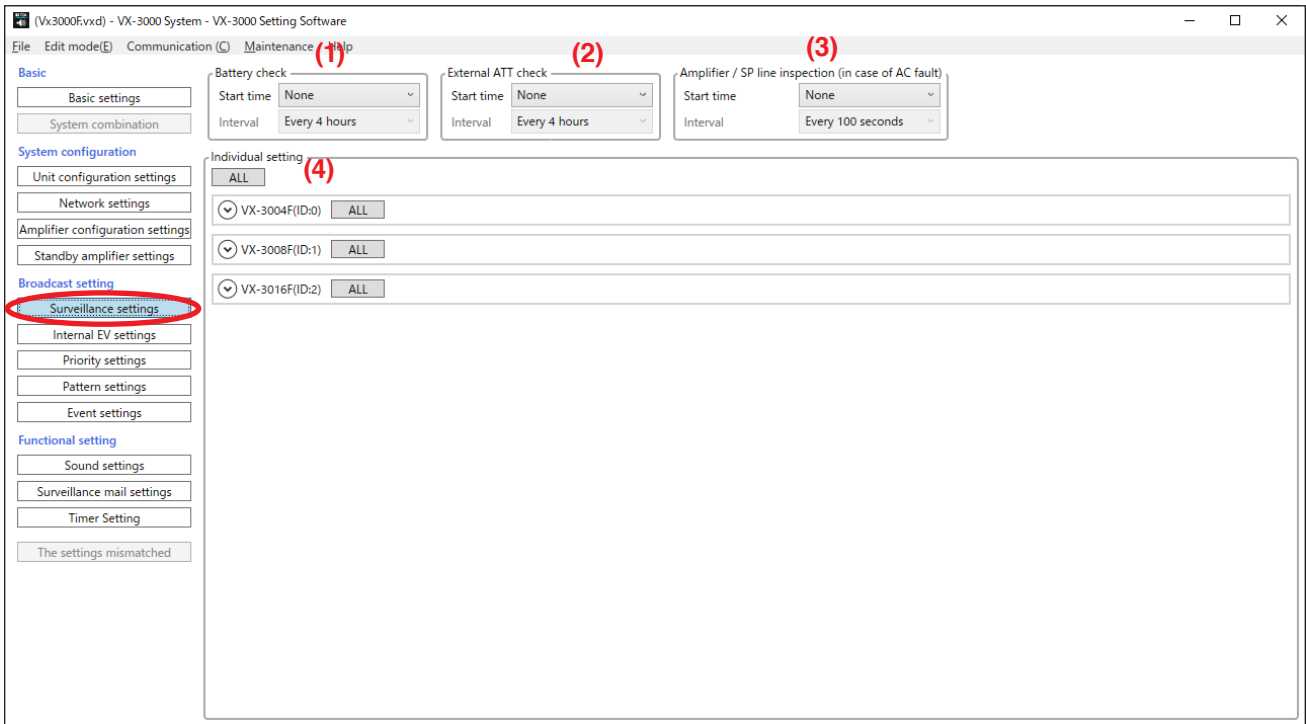 (Vx3000F.vxd) - VX-3000 System - VX-3000 Setting Software
File Edit mode(E) Communication (C) Maintenance Help
(1)
(2)
(3)
Basic
Basic settings
System combination
System configuration
Unit configuration settings
Network settings
Amplifier configuration settings
Standby amplifier settings
Broadcast setting
Surveillance settings
Internal EV settings
Priority settings
Pattern settings
Event settings
Functional setting
Sound settings
Surveillance mail settings
Timer Setting
The settings mismatched
Battery check
Start time None
Interval Every 4 hours
External ATT check
Start time None
Interval Every 4 hours
Amplifier / SP line inspection (in case of AC fault)
Start time None
Interval Every 100 seconds
Individual setting
(4)
ALL
VX-3004F(ID:0) ALL
VX-3008F(ID:1) ALL
VX-3016F(ID:2) ALL